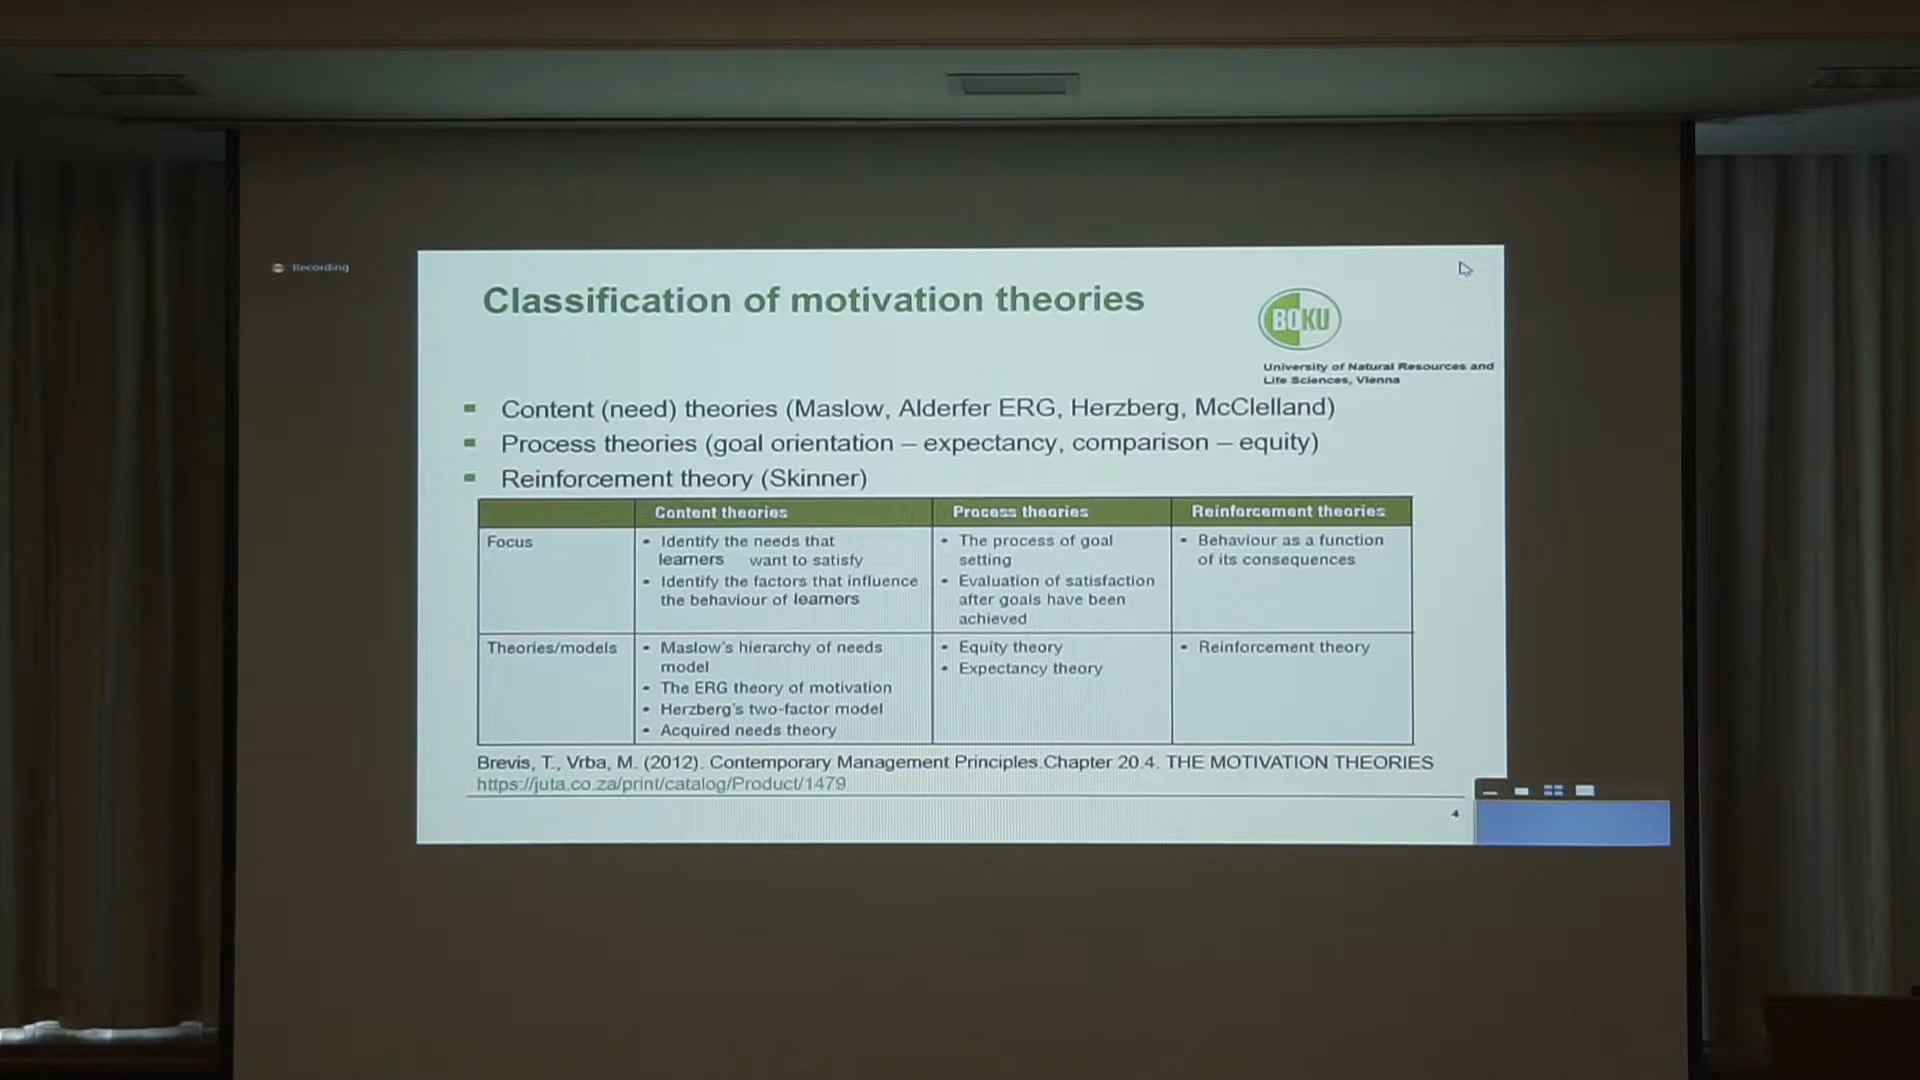 Recording
Classification of motivation theories
BOKU
University of Natural Resources and
Life Sciences, Vienna
Content (need) theories (Maslow, Alderfer ERG, Herzberg, McClelland)
Process theories (goal orientation – expectancy, comparison – equity)
Reinforcement theory (Skinner)
Content theories
Process theories
Reinforcement theories
Focus
• Identify the needs that
learners want to satisfy
• Identify the factors that influence
the behaviour of learners
• The process of goal
setting
• Evaluation of satisfaction
after goals have been
achieved
• Behaviour as a function
of its consequences
Theories/models
• Maslow's hierarchy of needs
model
• The ERG theory of motivation
• Herzberg's two-factor model
• Acquired needs theory
• Equity theory
• Expectancy theory
• Reinforcement theory
Brevis, T., Vrba, M. (2012). Contemporary Management Principles.Chapter 20.4. THE MOTIVATION THEORIES
https://juta.co.za/print/catalog/Product/1479
4